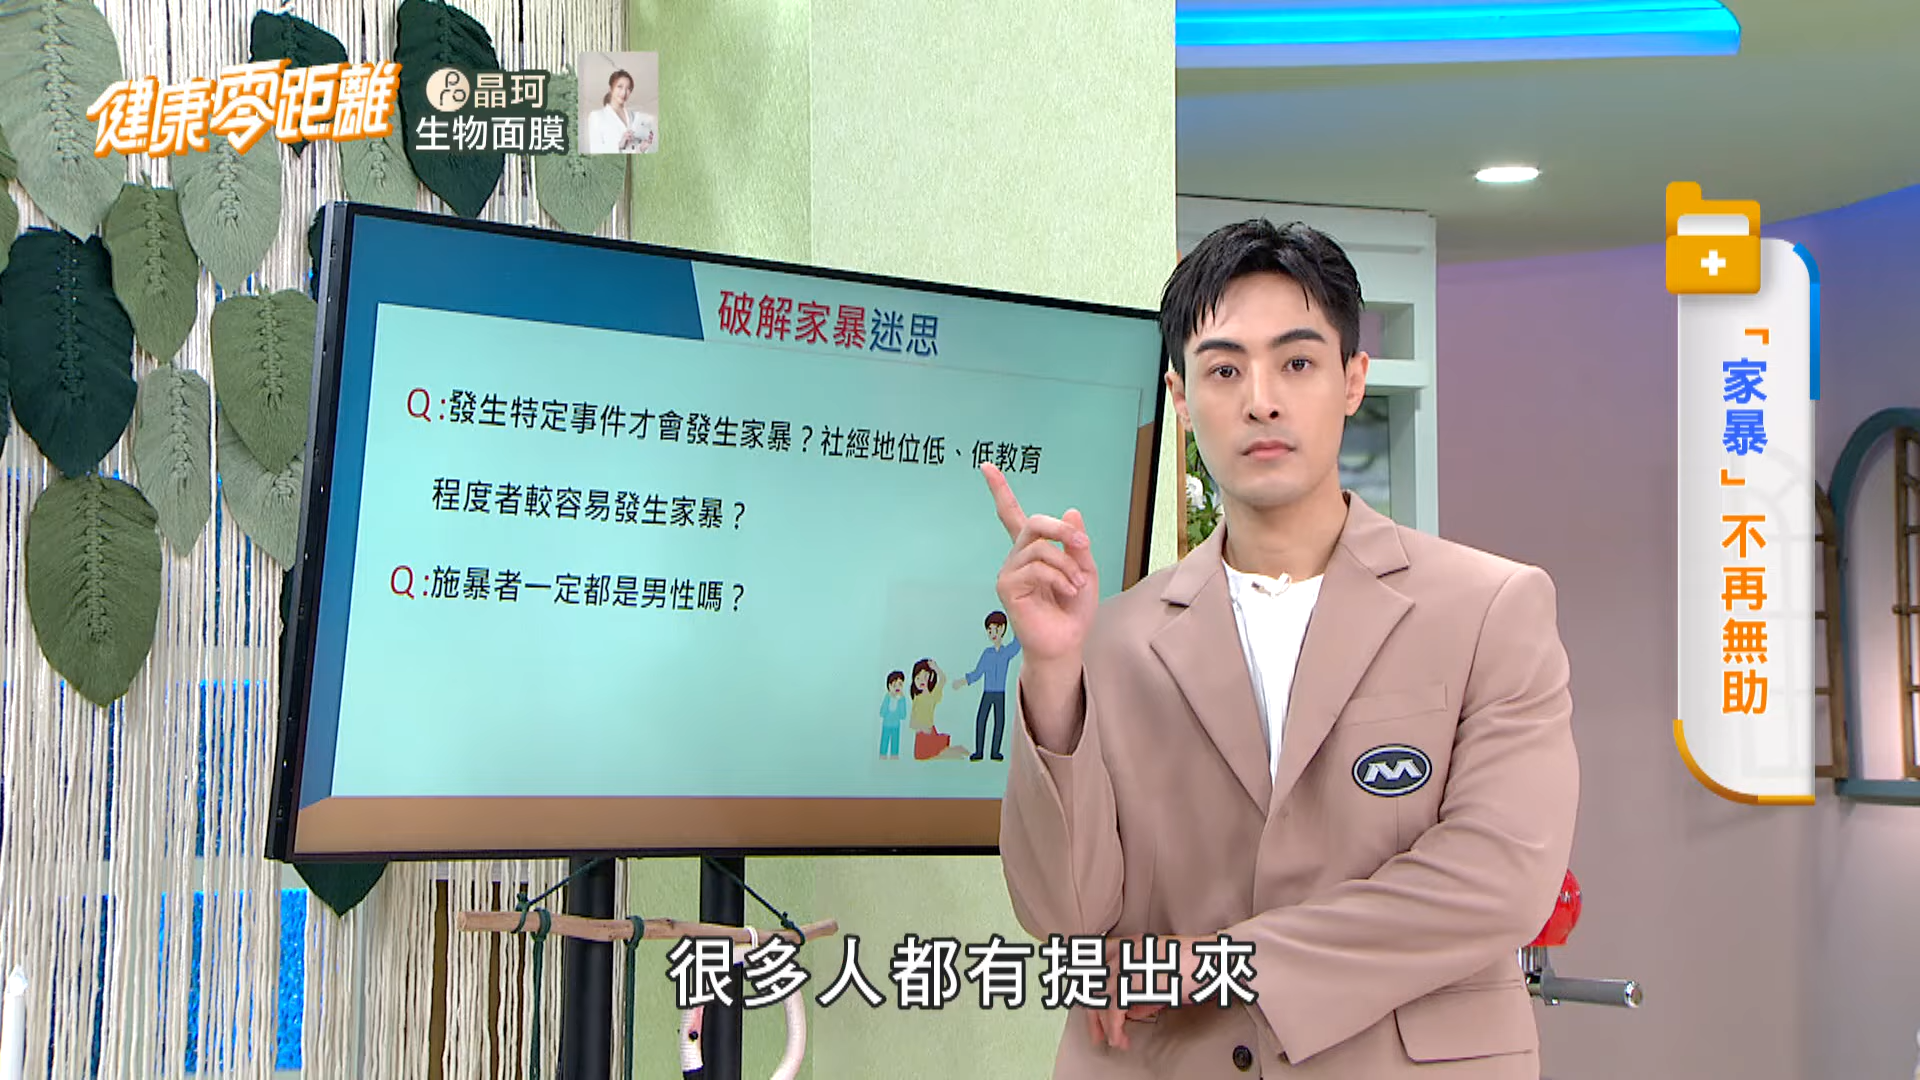 健康零距離
Pro晶珂
生物面膜
破解家暴迷思
Q:發生特定事件才會發生家暴？社經地位低、低教育
程度者較容易發生家暴？
Q:施暴者一定都是男性嗎？
「家暴」不再無助
M
很多人都有提出來